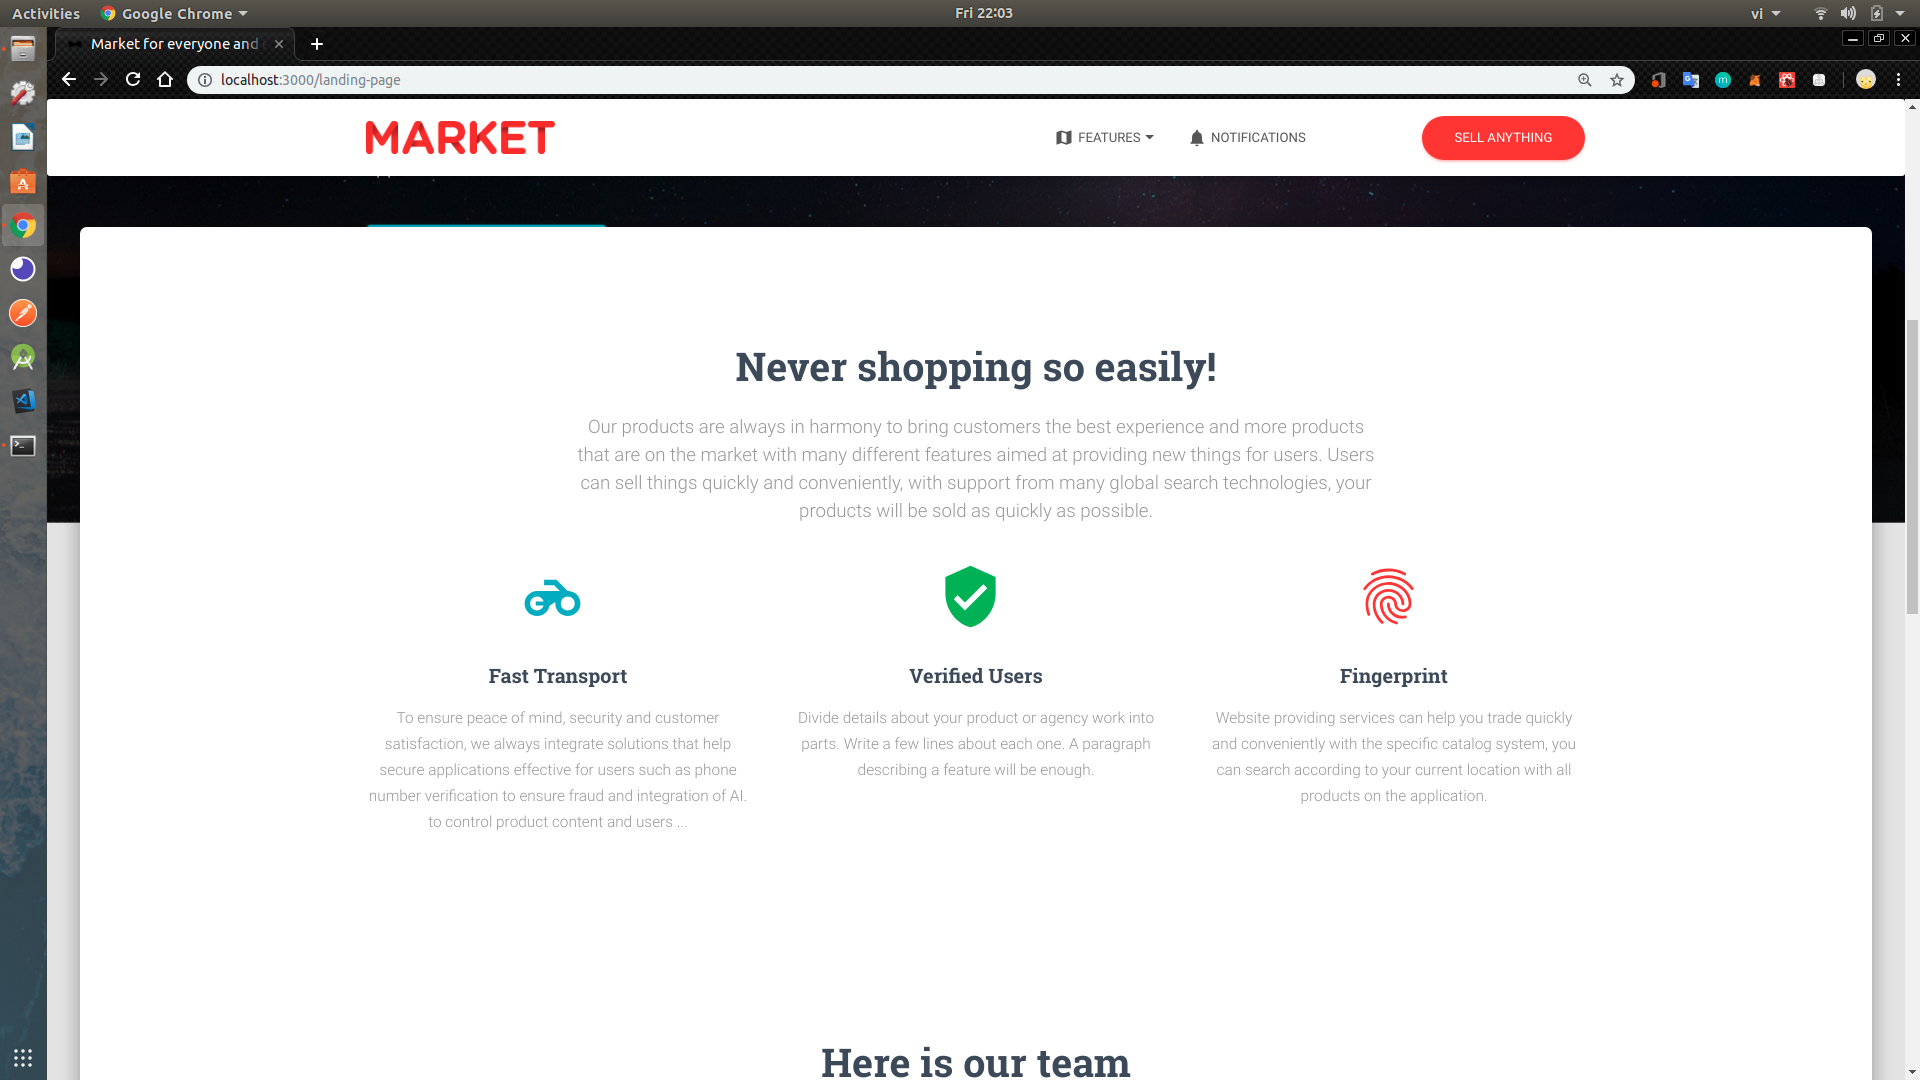 Activities
Google Chrome
Fri 22:03
vi
Market for everyone and
localhost:3000/landing-page
MARKET
FEATURES
NOTIFICATIONS
SELL ANYTHING
Never shopping so easily!
Our products are always in harmony to bring customers the best experience and more products
that are on the market with many different features aimed at providing new things for users. Users
can sell things quickly and conveniently, with support from many global search technologies, your
products will be sold as quickly as possible.
Fast Transport
To ensure peace of mind, security and customer
satisfaction, we always integrate solutions that help
secure applications effective for users such as phone
number verification to ensure fraud and integration of AI.
to control product content and users ...
Verified Users
Divide details about your product or agency work into
parts. Write a few lines about each one. A paragraph
describing a feature will be enough.
Fingerprint
Website providing services can help you trade quickly
and conveniently with the specific catalog system, you
can search according to your current location with all
products on the application.
Here is our team